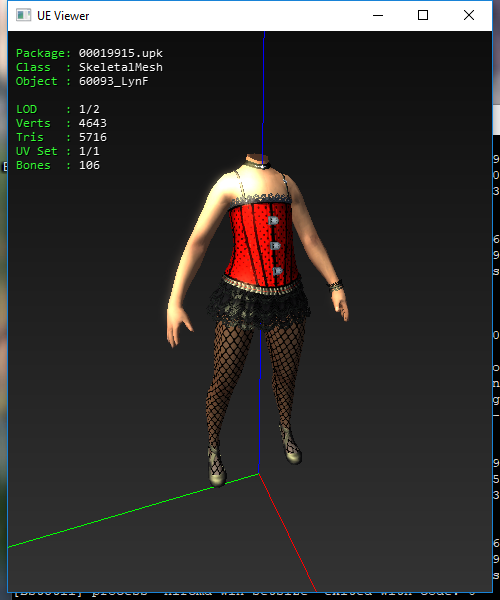 UE Viewer
Package: 00019915.upk
Class  : SkeletalMesh
Object : 60093_LynF
LOD    : 1/2
Verts  : 4643
Tris   : 5716
UV Set : 1/1
Bones  : 106